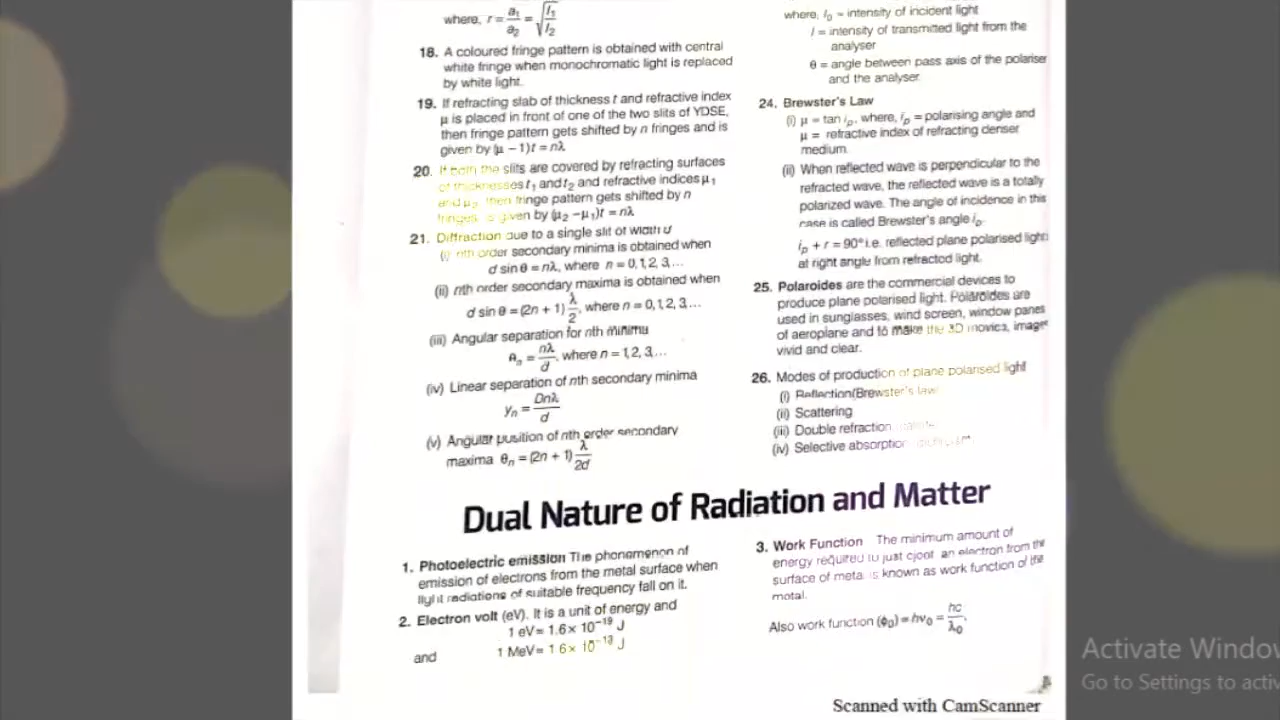 where, r = a₁/a₂ = √(I₁/I₂)
18. A coloured fringe pattern is obtained with central
white fringe when monochromatic light is replaced
by white light.
19. If refracting slab of thickness t and refractive index
μ is placed in front of one of the two slits of YDSE,
then fringe pattern gets shifted by n fringes and is
given by (μ − 1)t = nλ
20. If both the slits are covered by refracting surfaces
of thicknesses t₁ and t₂ and refractive indices μ₁
and μ₂, then fringe pattern gets shifted by n
fringes is given by (μ₂ − μ₁)t = nλ
21. Diffraction due to a single slit of width d
(i) nth order secondary minima is obtained when
d sin θ = nλ, where n = 0, 1, 2, 3,...
(ii) nth order secondary maxima is obtained when
d sin θ = (2n + 1) λ/2, where n = 0, 1, 2, 3...
(iii) Angular separation for nth minima
θₙ = nλ/d, where n = 1, 2, 3,...
(iv) Linear separation of nth secondary minima
yₙ = Dnλ/d
(v) Angular position of nth order secondary
maxima θₙ = (2n + 1) λ/2d
where, I₀ = intensity of incident light
I = intensity of transmitted light from the
analyser
θ = angle between pass axis of the polariser
and the analyser.
24. Brewster's Law
(i) μ = tan iₚ, where, iₚ = polarising angle and
μ = refractive index of refracting denser
medium.
(ii) When reflected wave is perpendicular to the
refracted wave, the reflected wave is a totally
polarized wave. The angle of incidence in this
case is called Brewster's angle iₚ.
iₚ + r = 90° i.e. reflected plane polarised light
at right angle from refracted light.
25. Polaroides are the commercial devices to
produce plane polarised light. Polaroides are
used in sunglasses, wind screen, window panes
of aeroplane and to make the 3D movies, image
vivid and clear.
26. Modes of production of plane polarised light
(i) Reflection (Brewster's law)
(ii) Scattering
(iii) Double refraction
(iv) Selective absorption
Dual Nature of Radiation and Matter
1. Photoelectric emission The phenomenon of
emission of electrons from the metal surface when
light radiations of suitable frequency fall on it.
2. Electron volt (eV). It is a unit of energy and
1 eV = 1.6 × 10⁻¹⁹ J
and 1 MeV = 1.6 × 10⁻¹³ J
3. Work Function The minimum amount of
energy required to just eject an electron from the
surface of metal is known as work function of the
metal.
Also work function (ϕ₀) = hν₀ = hc/λ₀.
Activate Window
Go to Settings to activ
Scanned with CamScanner